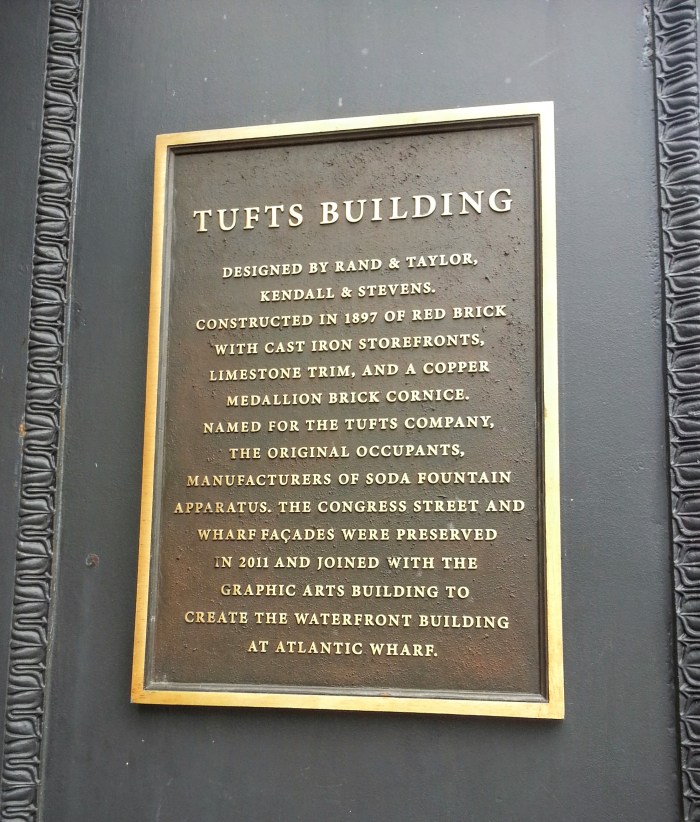 TUFTS BUILDING
DESIGNED BY RAND & TAYLOR,
KENDALL & STEVENS.
CONSTRUCTED IN 1897 OF RED BRICK
WITH CAST IRON STOREFRONTS,
LIMESTONE TRIM, AND A COPPER
MEDALLION BRICK CORNICE.
NAMED FOR THE TUFTS COMPANY,
THE ORIGINAL OCCUPANTS,
MANUFACTURERS OF SODA FOUNTAIN
APPARATUS. THE CONGRESS STREET AND
WHARF FAÇADES WERE PRESERVED
IN 2011 AND JOINED WITH THE
GRAPHIC ARTS BUILDING TO
CREATE THE WATERFRONT BUILDING
AT ATLANTIC WHARF.